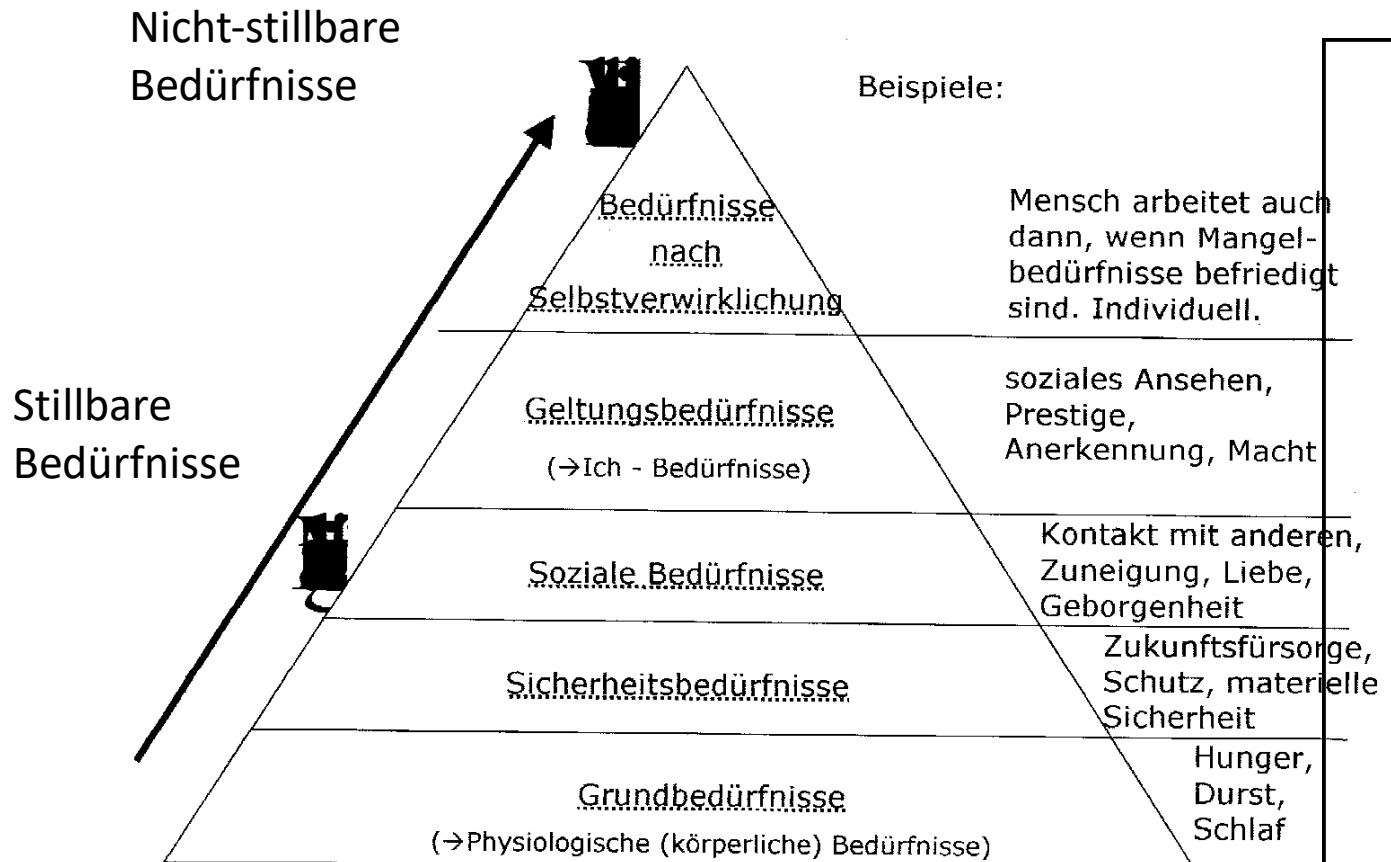 Nicht-stillbare
Bedürfnisse
Beispiele:
Bedürfnisse
nach
Selbstverwirklichung
Mensch arbeitet auch
dann, wenn Mangel-
bedürfnisse befriedigt
sind. Individuell.
Stillbare
Bedürfnisse
Geltungsbedürfnisse
(→Ich - Bedürfnisse)
soziales Ansehen,
Prestige,
Anerkennung, Macht
Soziale Bedürfnisse
Kontakt mit anderen,
Zuneigung, Liebe,
Geborgenheit
Sicherheitsbedürfnisse
Zukunftsfürsorge,
Schutz, materielle
Sicherheit
Grundbedürfnisse
(→Physiologische (körperliche) Bedürfnisse)
Hunger,
Durst,
Schlaf